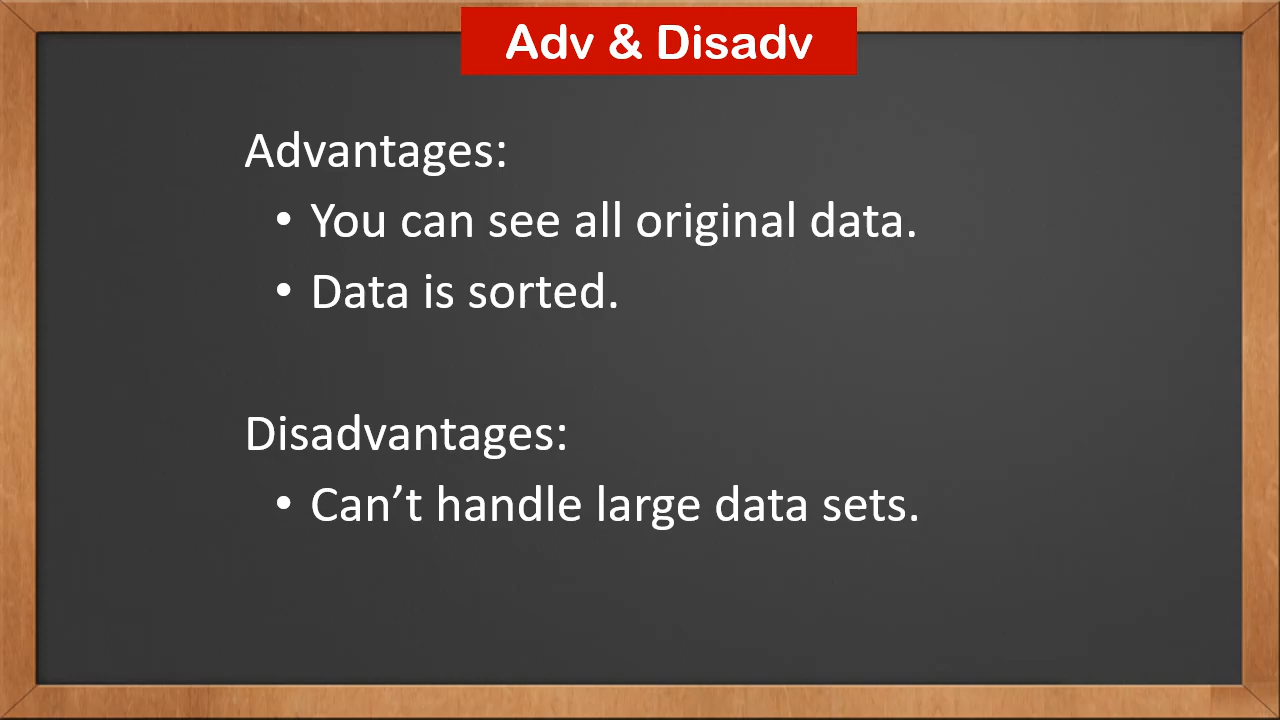 Adv & Disadv
Advantages:
• You can see all original data.
• Data is sorted.
Disadvantages:
• Can’t handle large data sets.